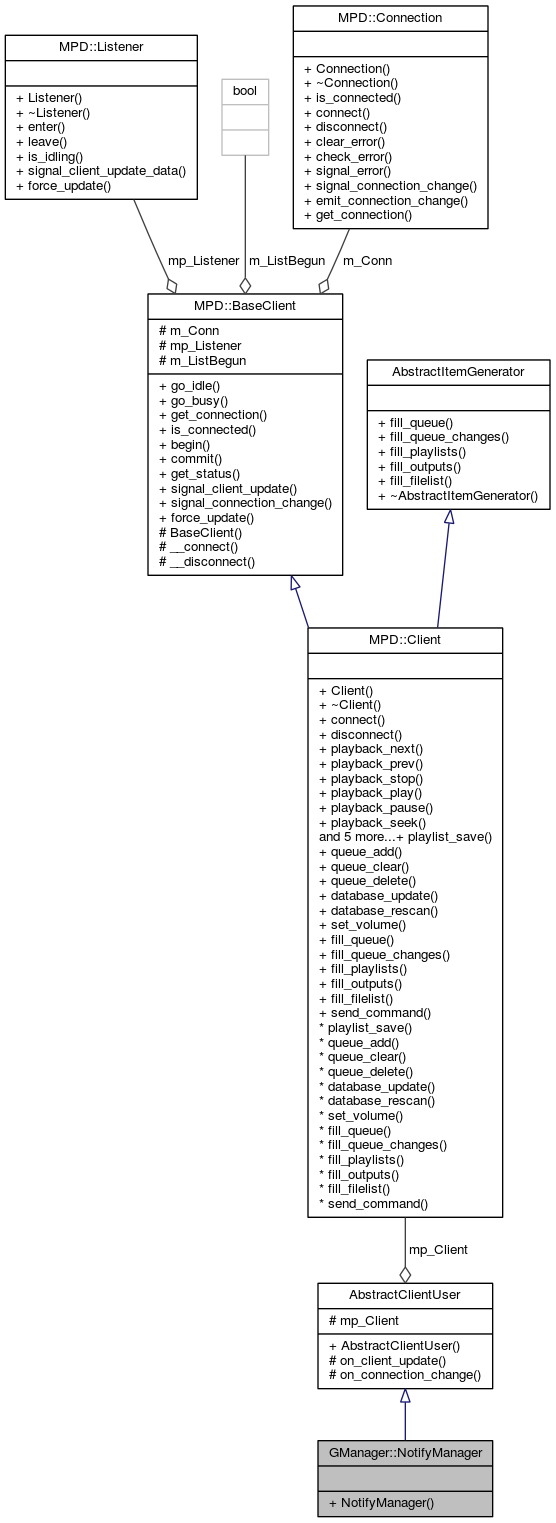 MPD::Listener
+ Listener()
+ ~Listener()
+ enter()
+ leave()
+ is_idling()
+ signal_client_update_data()
+ force_update()
bool
MPD::Connection
+ Connection()
+ ~Connection()
+ is_connected()
+ connect()
+ disconnect()
+ clear_error()
+ check_error()
+ signal_error()
+ signal_connection_change()
+ emit_connection_change()
+ get_connection()
mp_Listener
m_ListBegun
m_Conn
MPD::BaseClient
# m_Conn
# mp_Listener
# m_ListBegun
+ go_idle()
+ go_busy()
+ get_connection()
+ is_connected()
+ begin()
+ commit()
+ get_status()
+ signal_client_update()
+ signal_connection_change()
+ force_update()
# BaseClient()
# __connect()
# __disconnect()
AbstractItemGenerator
+ fill_queue()
+ fill_queue_changes()
+ fill_playlists()
+ fill_outputs()
+ fill_filelist()
+ ~AbstractItemGenerator()
MPD::Client
+ Client()
+ ~Client()
+ connect()
+ disconnect()
+ playback_next()
+ playback_prev()
+ playback_stop()
+ playback_play()
+ playback_pause()
+ playback_seek()
and 5 more...+ playlist_save()
+ queue_add()
+ queue_clear()
+ queue_delete()
+ database_update()
+ database_rescan()
+ set_volume()
+ fill_queue()
+ fill_queue_changes()
+ fill_playlists()
+ fill_outputs()
+ fill_filelist()
+ send_command()
* playlist_save()
* queue_add()
* queue_clear()
* queue_delete()
* database_update()
* database_rescan()
* set_volume()
* fill_queue()
* fill_queue_changes()
* fill_playlists()
* fill_outputs()
* fill_filelist()
* send_command()
mp_Client
AbstractClientUser
# mp_Client
+ AbstractClientUser()
# on_client_update()
# on_connection_change()
GManager::NotifyManager
+ NotifyManager()